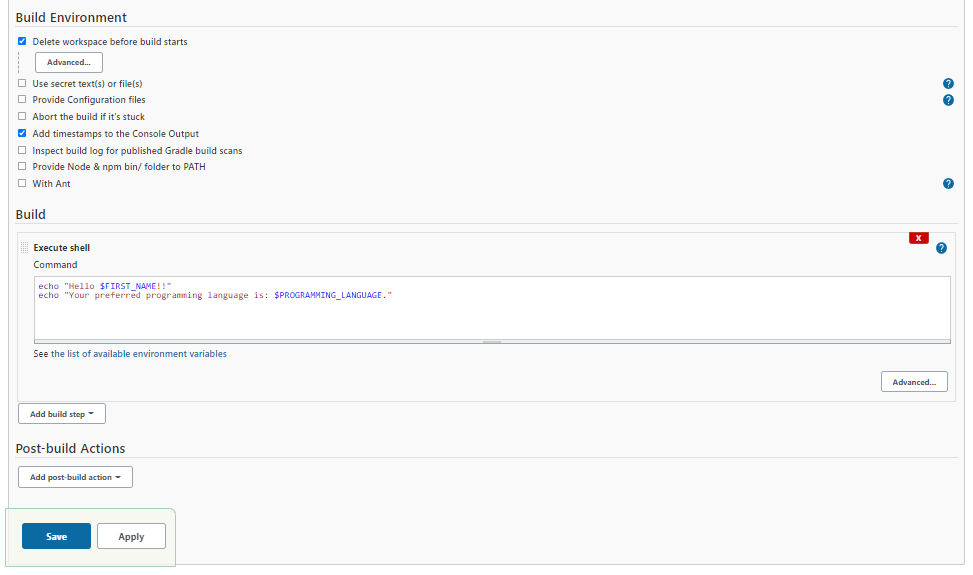 Build Environment
Delete workspace before build starts
Advanced...
Use secret text(s) or file(s)
?
Provide Configuration files
?
Abort the build if it's stuck
Add timestamps to the Console Output
Inspect build log for published Gradle build scans
Provide Node & npm bin/ folder to PATH
With Ant
?
Build
X
Execute shell
?
Command
echo "Hello $FIRST_NAME!!"
echo "Your preferred programming language is: $PROGRAMMING_LANGUAGE."
See the list of available environment variables
Advanced...
Add build step
Post-build Actions
Add post-build action
Save Apply